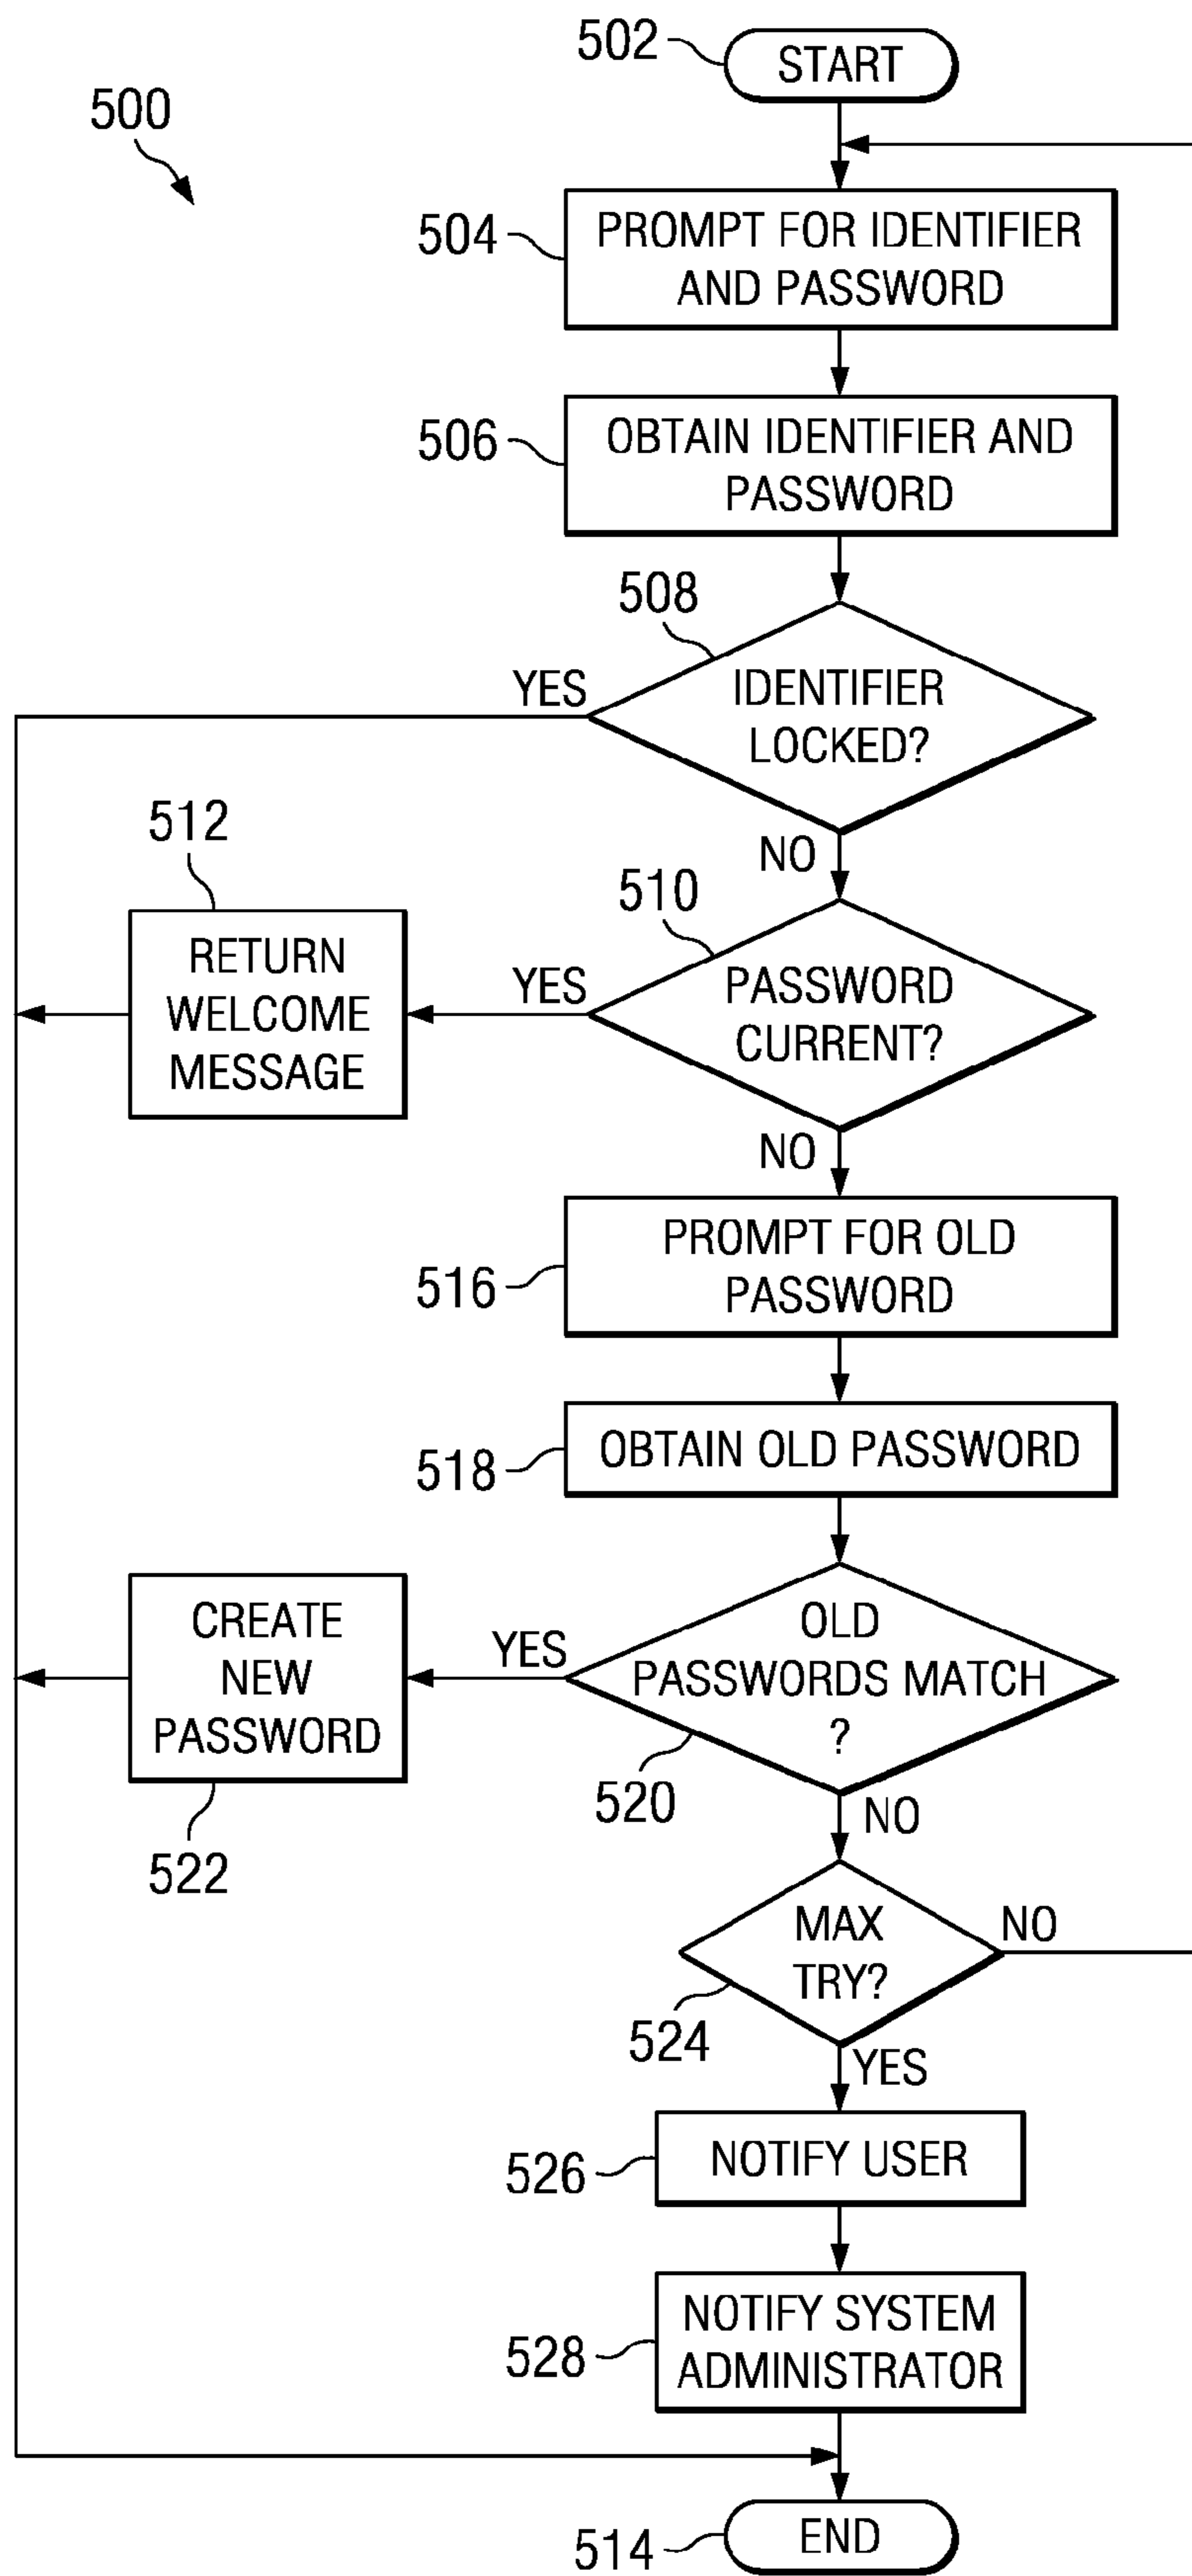 502
START
500
504
PROMPT FOR IDENTIFIER
AND PASSWORD
506
OBTAIN IDENTIFIER AND
PASSWORD
508
YES
IDENTIFIER
LOCKED?
NO
512
510
RETURN
WELCOME
MESSAGE
YES
PASSWORD
CURRENT?
NO
516
PROMPT FOR OLD
PASSWORD
518
OBTAIN OLD PASSWORD
CREATE
NEW
PASSWORD
522
YES
OLD
PASSWORDS MATCH
?
520
NO
MAX
TRY?
NO
524
YES
526
NOTIFY USER
528
NOTIFY SYSTEM
ADMINISTRATOR
514
END